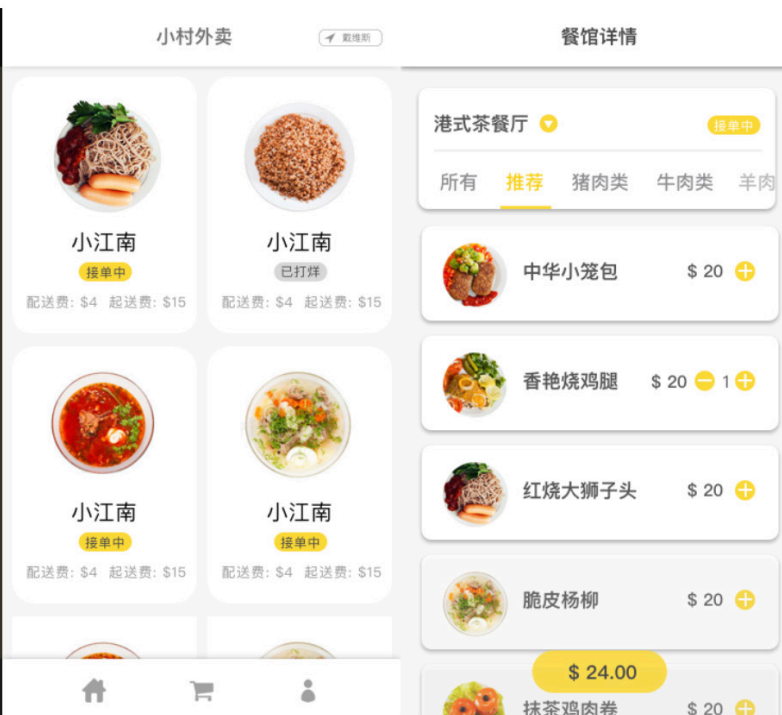 小村外卖
戴维斯
小江南
接单中
配送费: $4 起送费: $15
小江南
已打烊
配送费: $4 起送费: $15
小江南
接单中
配送费: $4 起送费: $15
小江南
接单中
配送费: $4 起送费: $15
餐馆详情
港式茶餐厅
接单中
所有 推荐 猪肉类 牛肉类 羊肉
中华小笼包 $ 20
香艳烧鸡腿 $ 20 1
红烧大狮子头 $ 20
脆皮杨柳 $ 20
$ 24.00
抹茶鸡肉卷 $ 20